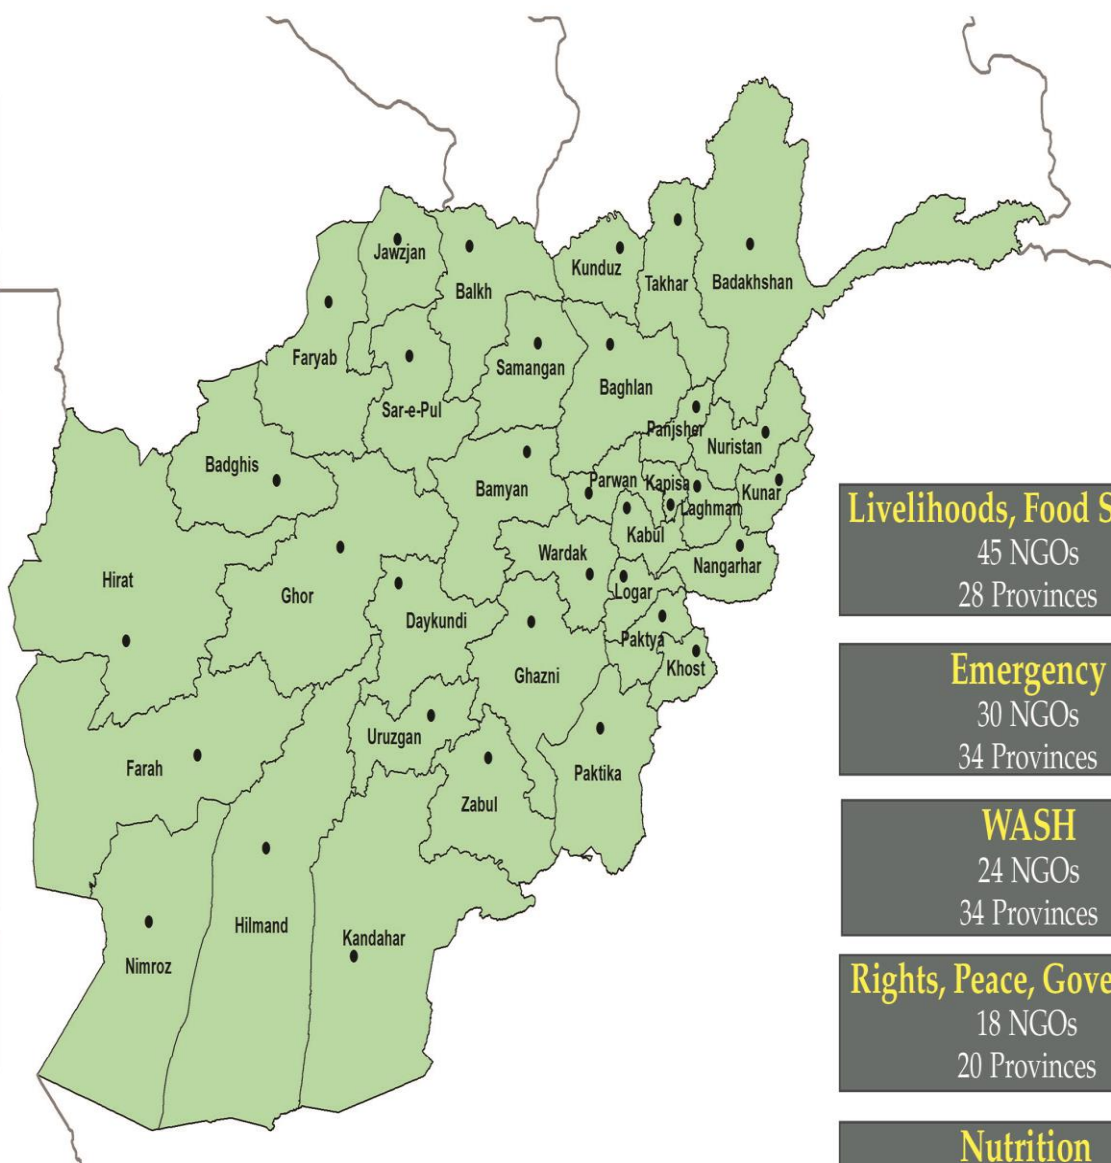 Jawzjan
Balkh
Kunduz
Takhar
Badakhshan
Faryab
Samangan
Baghlan
Sar-e-Pul
Panjsher
Nuristan
Badghis
Bamyan
Parwan
Kapisa
Kunar
Laghman
Kabul
Wardak
Nangarhar
Hirat
Ghor
Logar
Daykundi
Paktya
Khost
Ghazni
Uruzgan
Farah
Paktika
Zabul
Hilmand
Kandahar
Nimroz
Livelihoods, Food
45 NGOs
28 Provinces
Emergency
30 NGOs
34 Provinces
WASH
24 NGOs
34 Provinces
Rights, Peace,
18 NGOs
20 Provinces
Nutrition